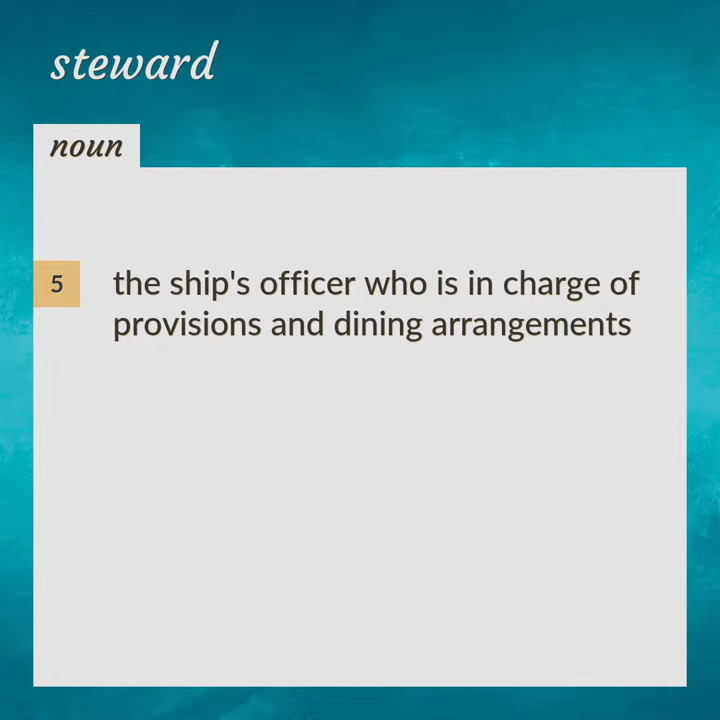 steward
noun
5
the ship's officer who is in charge of
provisions and dining arrangements